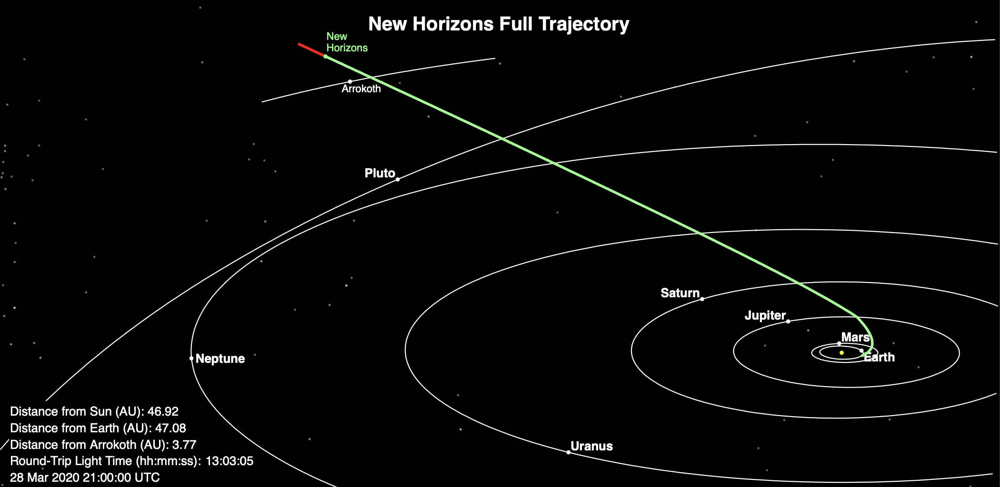 New Horizons Full Trajectory
New
Horizons
Arrokoth
Pluto
Saturn
Jupiter
Mars
Earth
Neptune
Uranus
Distance from Sun (AU): 46.92
Distance from Earth (AU): 47.08
Distance from Arrokoth (AU): 3.77
Round-Trip Light Time (hh:mm:ss): 13:03:05
28 Mar 2020 21:00:00 UTC